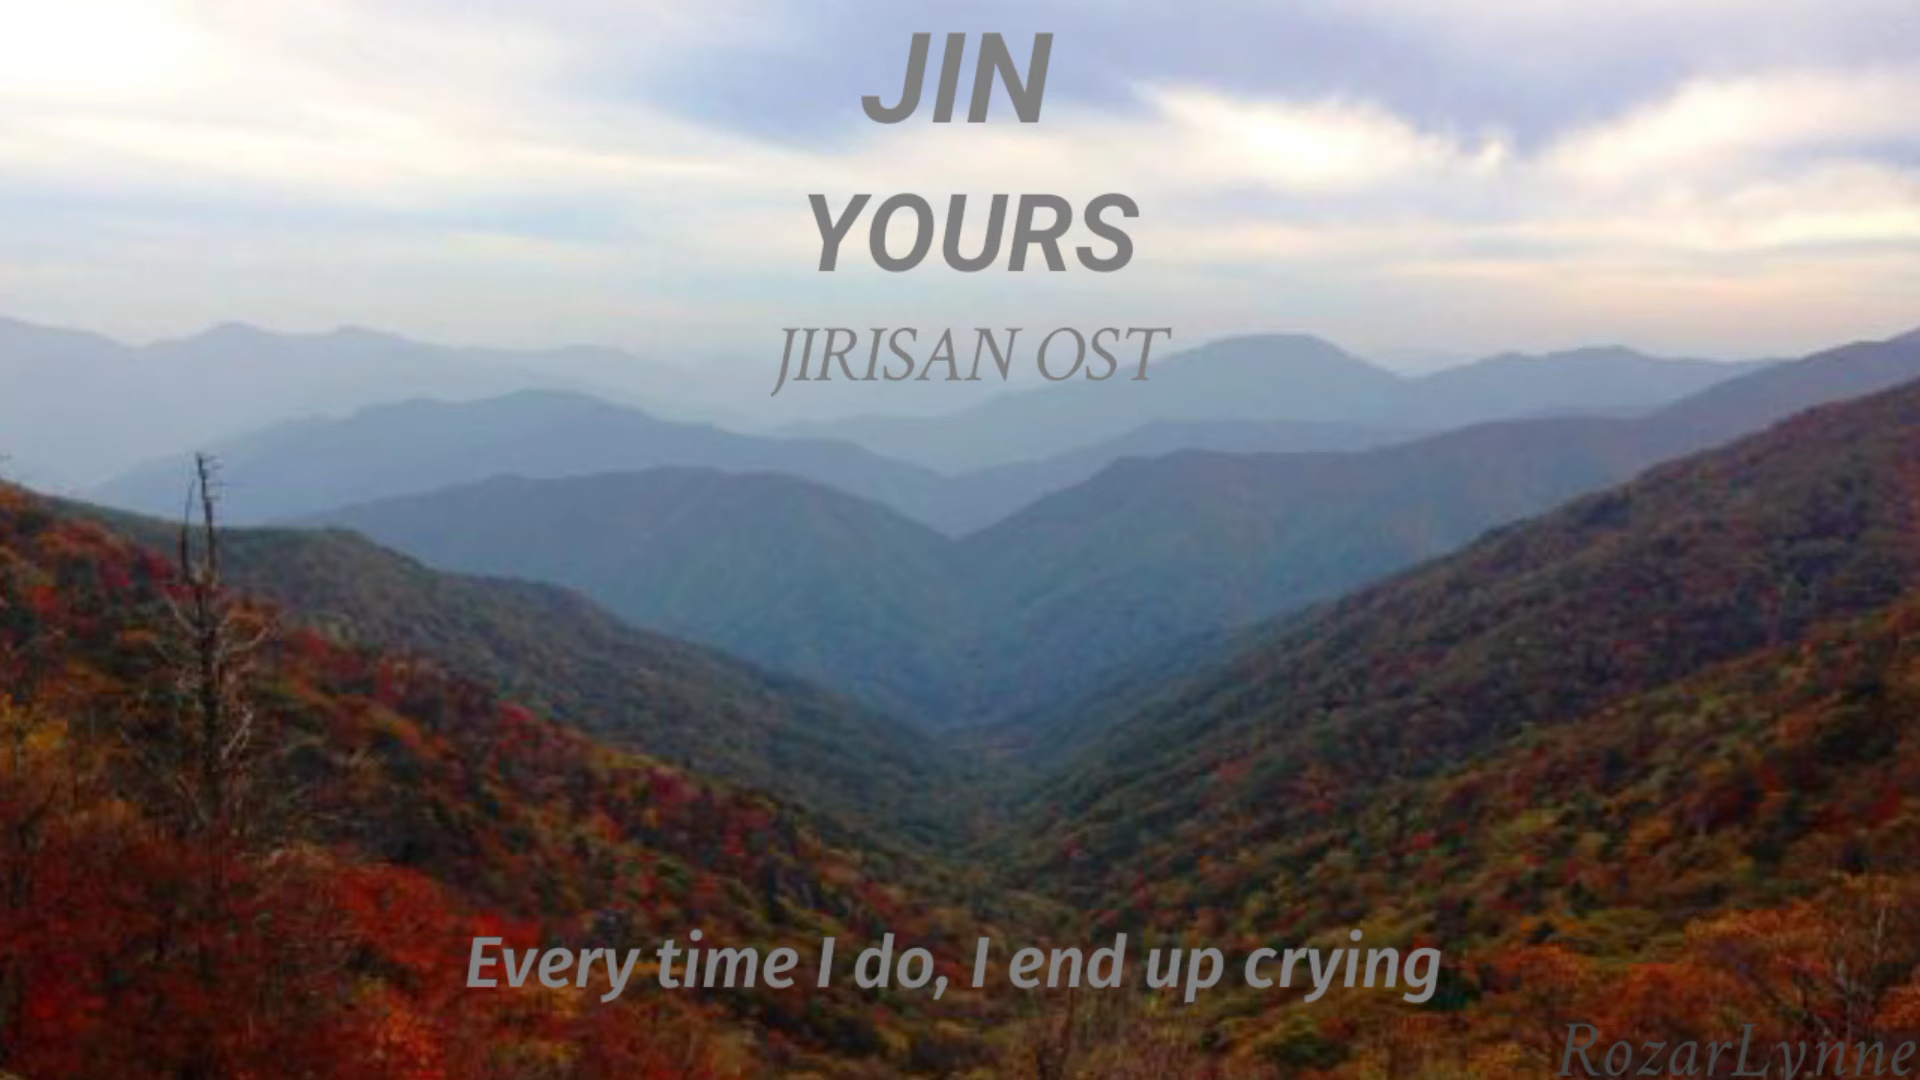 JIN
YOURS
JIRISAN OST
Every time I do, I end up crying
RozarLynne